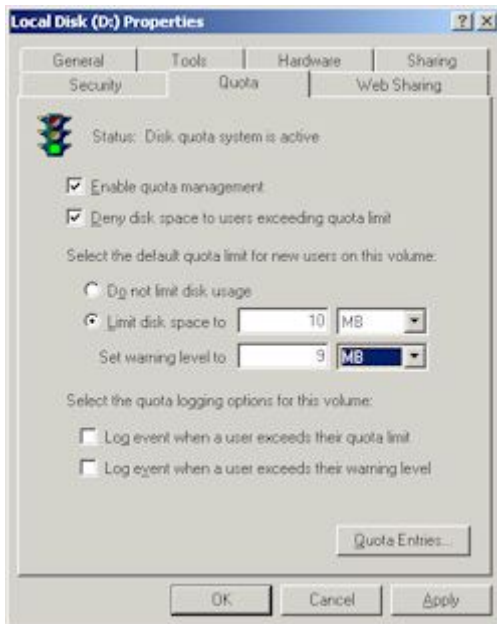 Local Disk (D:) Properties
General Tools Hardware Sharing
Security Quota Web Sharing
Status: Disk quota system is active
Enable quota management
Deny disk space to users exceeding quota limit
Select the default quota limit for new users on this volume:
Do not limit disk usage
Limit disk space to 10 MB
Set warning level to 9 MB
Select the quota logging options for this volume:
Log event when a user exceeds their quota limit
Log event when a user exceeds their warning level
Quota Entries...
OK Cancel Apply